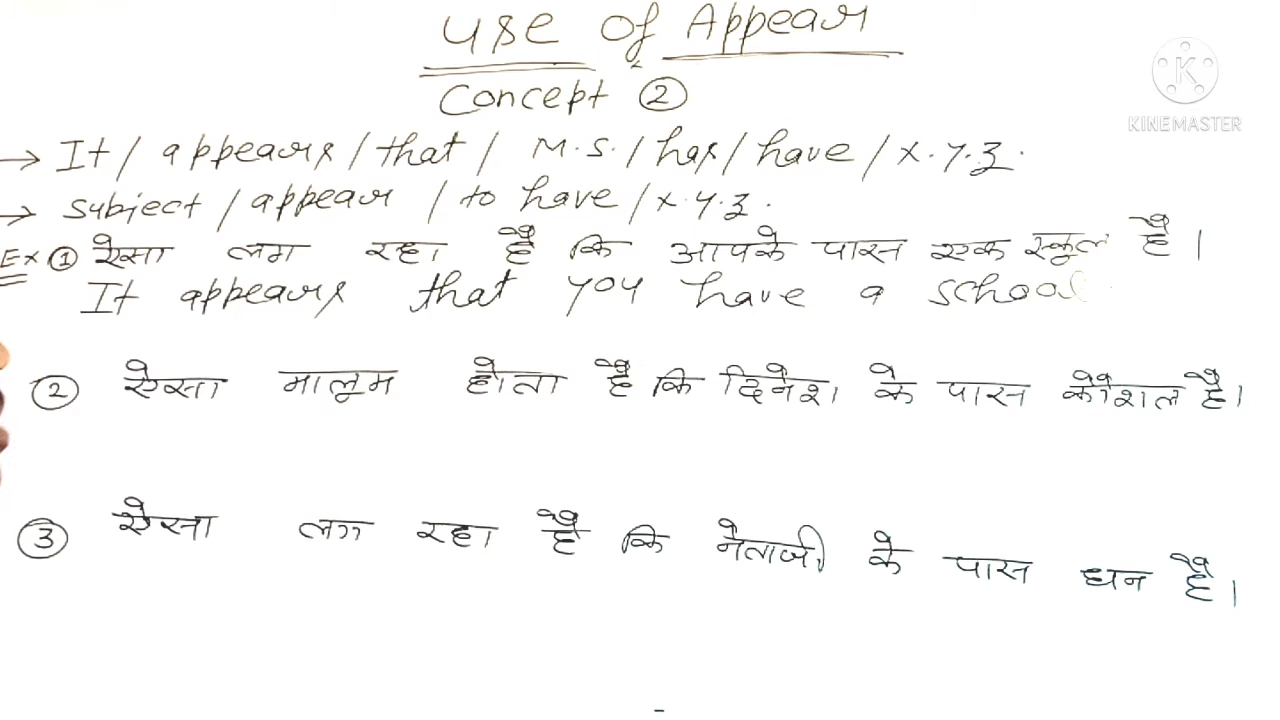 Use of Appear
Concept ②
KINEMASTER
→ It / appears / that / M.S. / has / have / x.y.z.
→ Subject / appear / to have / x.y.z.
Ex ① ऐसा लग रहा है कि आपके पास एक स्कूल है।
It appears that you have a school
② ऐसा मालूम होता है कि दिनेश के पास कौशल है।
③ ऐसा लग रहा है कि नेताजी के पास धन है।